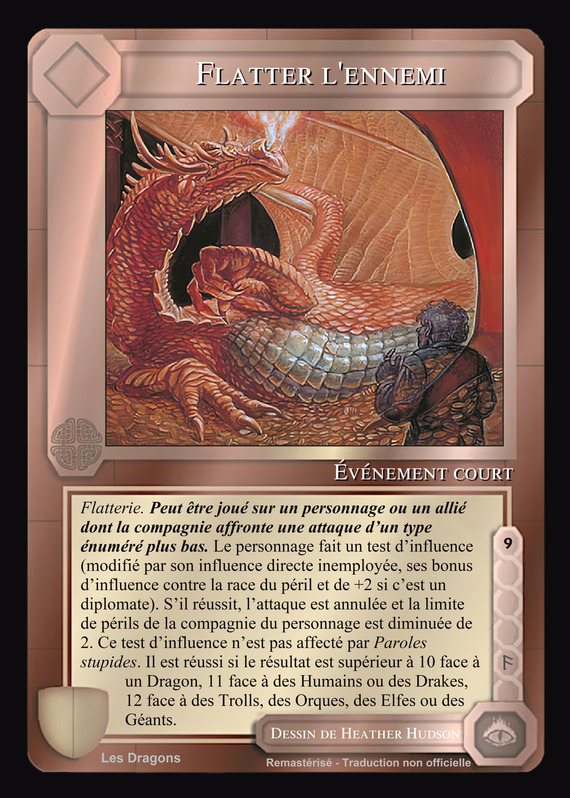 Flatter l'ennemi
Événement court
Flatterie. Peut être joué sur un personnage ou un allié
dont la compagnie affronte une attaque d’un type
énuméré plus bas. Le personnage fait un test d’influence
(modifié par son influence directe inemployée, ses bonus
d’influence contre la race du péril et de +2 si c’est un
diplomate). S’il réussit, l’attaque est annulée et la limite
de périls de la compagnie du personnage est diminuée de
2. Ce test d’influence n’est pas affecté par Paroles
stupides. Il est réussi si le résultat est supérieur à 10 face à
un Dragon, 11 face à des Humains ou des Drakes,
12 face à des Trolls, des Orques, des Elfes ou des
Géants.
9
ᚠ
Dessin de Heather Hudson
Les Dragons
Remastérisé - Traduction non officielle